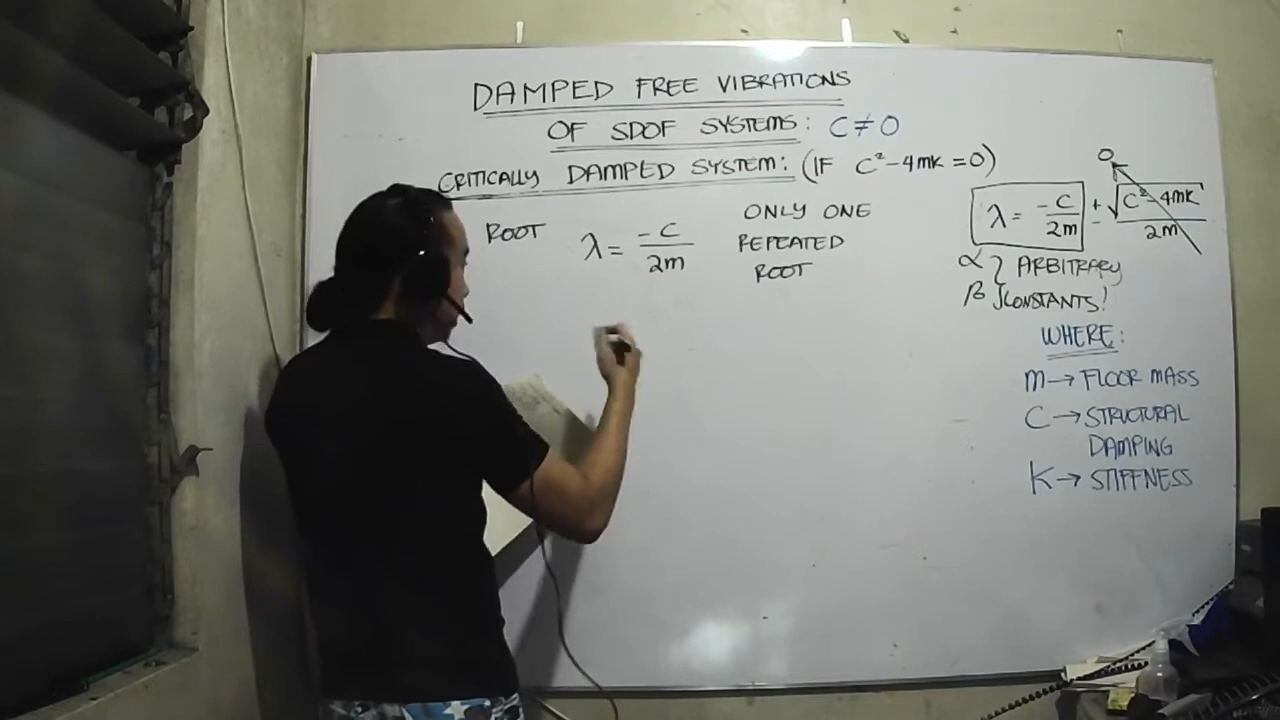 DAMPED FREE VIBRATIONS
OF SDOF SYSTEMS: C≠0
CRITICALLY DAMPED SYSTEM: (IF C²-4mK=0)
ROOT λ = -C/2m
ONLY ONE
REPEATED
ROOT
0
λ = -C/2m ± √C²-4mK/2m
α } ARBITRARY
β } CONSTANTS!
WHERE:
m → FLOOR MASS
C → STRUCTURAL
DAMPING
K → STIFFNESS